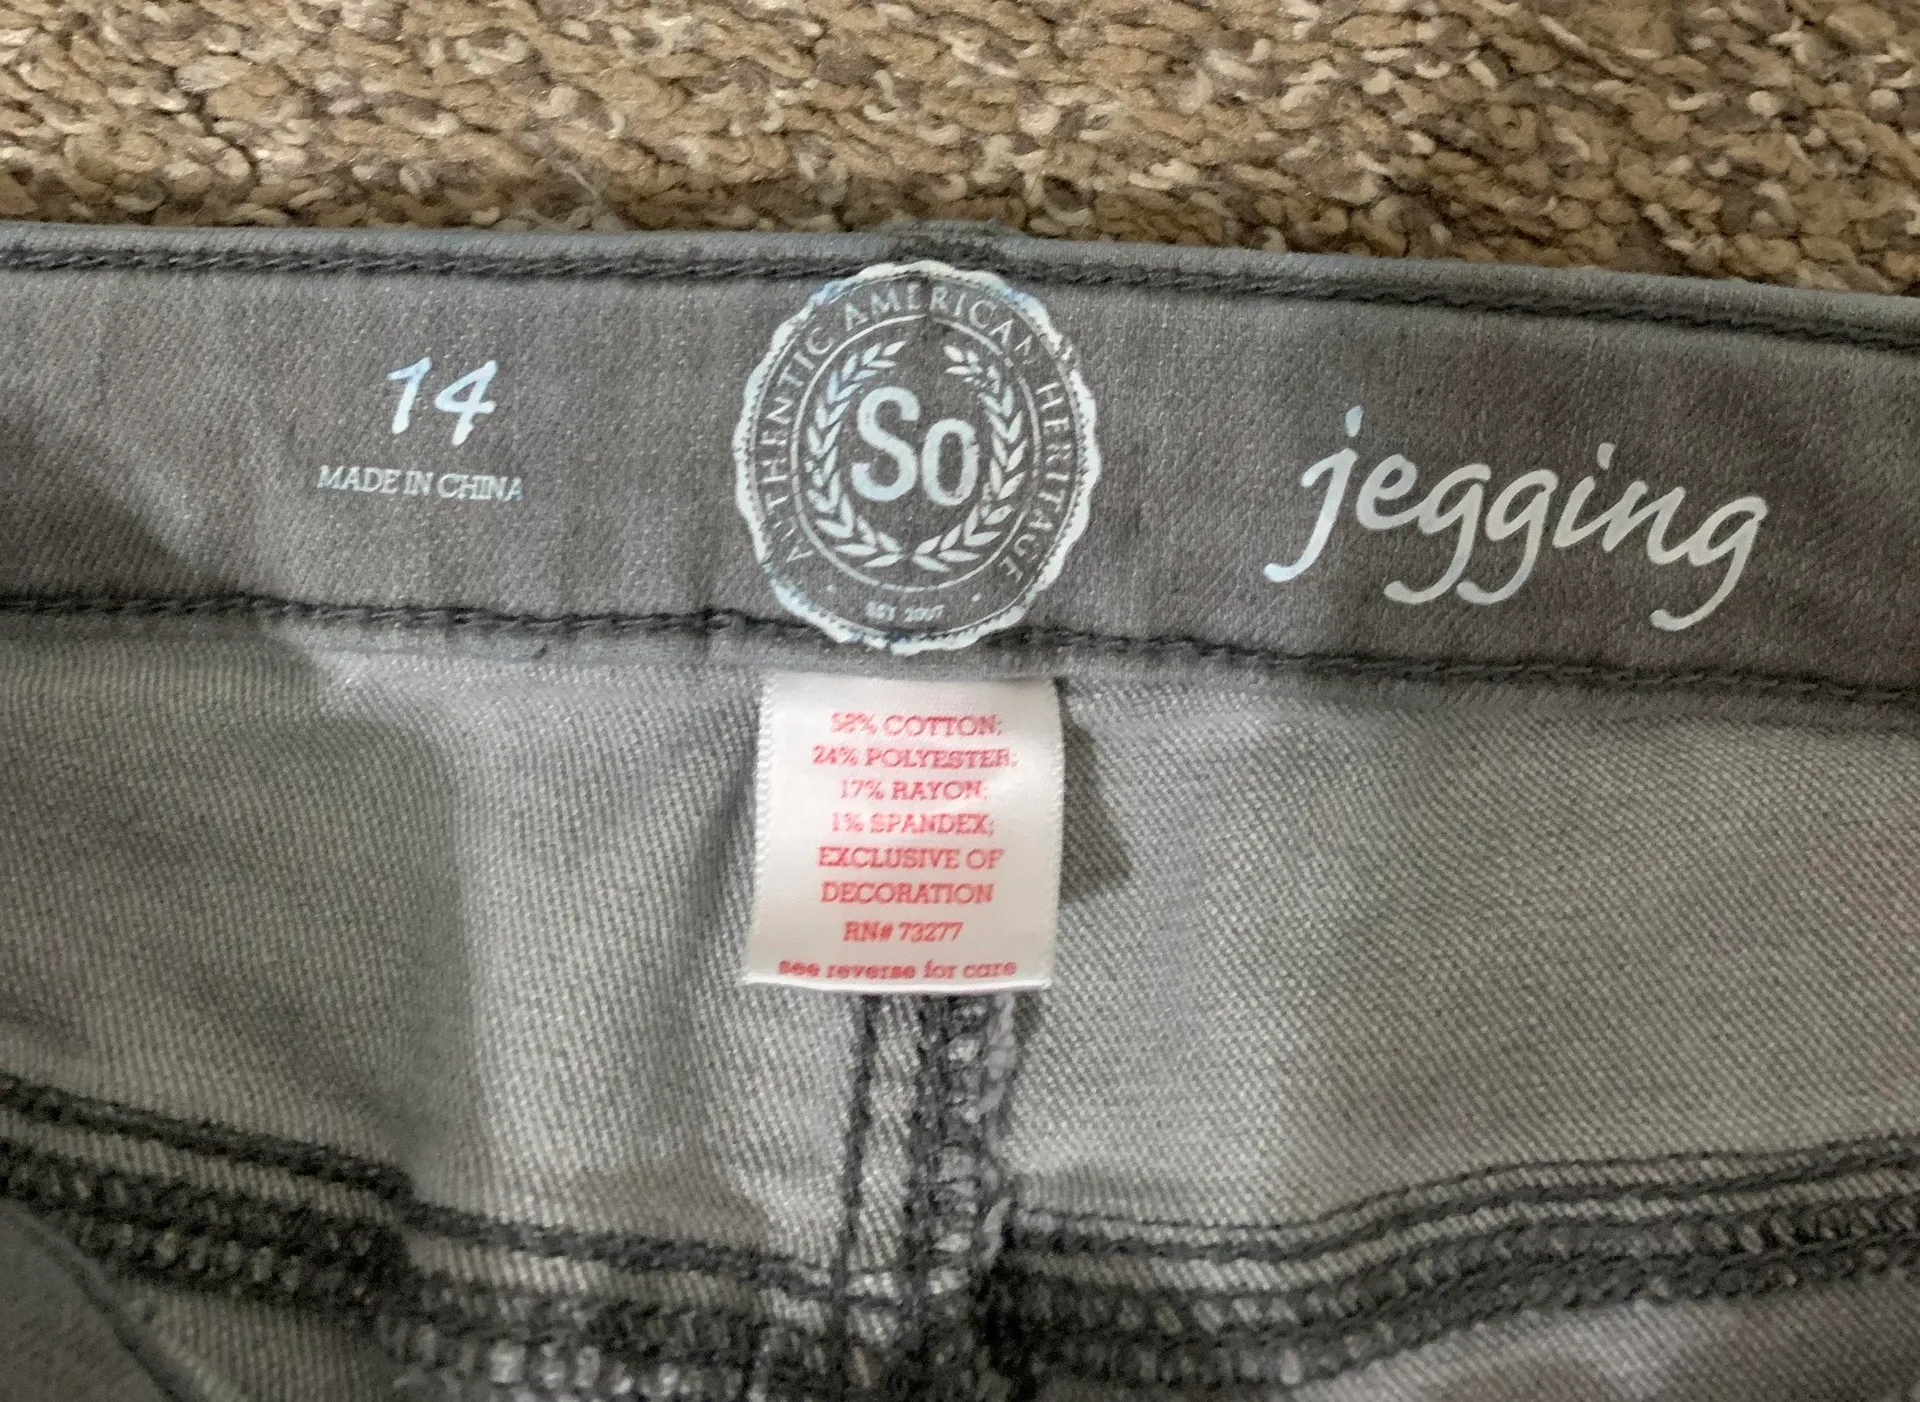 14
MADE IN CHINA
AUTHENTIC AMERICAN HERITAGE
So
EST 2007
jegging
58% COTTON;
24% POLYESTER;
17% RAYON;
1% SPANDEX;
EXCLUSIVE OF
DECORATION
RN# 73277
see reverse for care